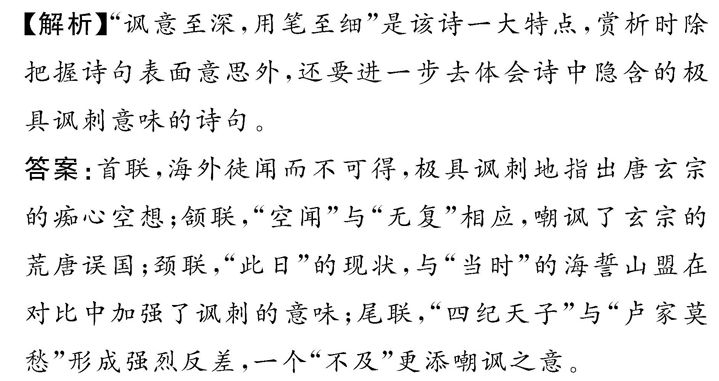 【解析】“讽意至深,用笔至细”是该诗一大特点,赏析时除
把握诗句表面意思外,还要进一步去体会诗中隐含的极
具讽刺意味的诗句。
答案:首联,海外徒闻而不可得,极具讽刺地指出唐玄宗
的痴心空想;颔联,“空闻”与“无复”相应,嘲讽了玄宗的
荒唐误国;颈联,“此日”的现状,与“当时”的海誓山盟在
对比中加强了讽刺的意味;尾联,“四纪天子”与“卢家莫
愁”形成强烈反差,一个“不及”更添嘲讽之意。